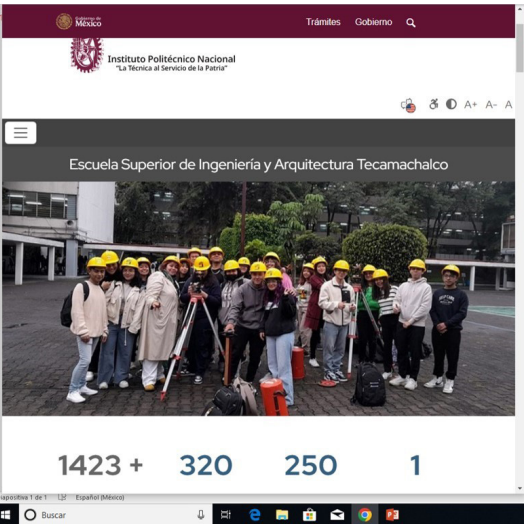 Gobierno de
México
Trámites Gobierno
Instituto Politécnico Nacional
"La Técnica al Servicio de la Patria"
A+ A- A
Escuela Superior de Ingeniería y Arquitectura Tecamachalco
1423 + 320 250 1
iapositiva 1 de 1 Español (México)
Buscar